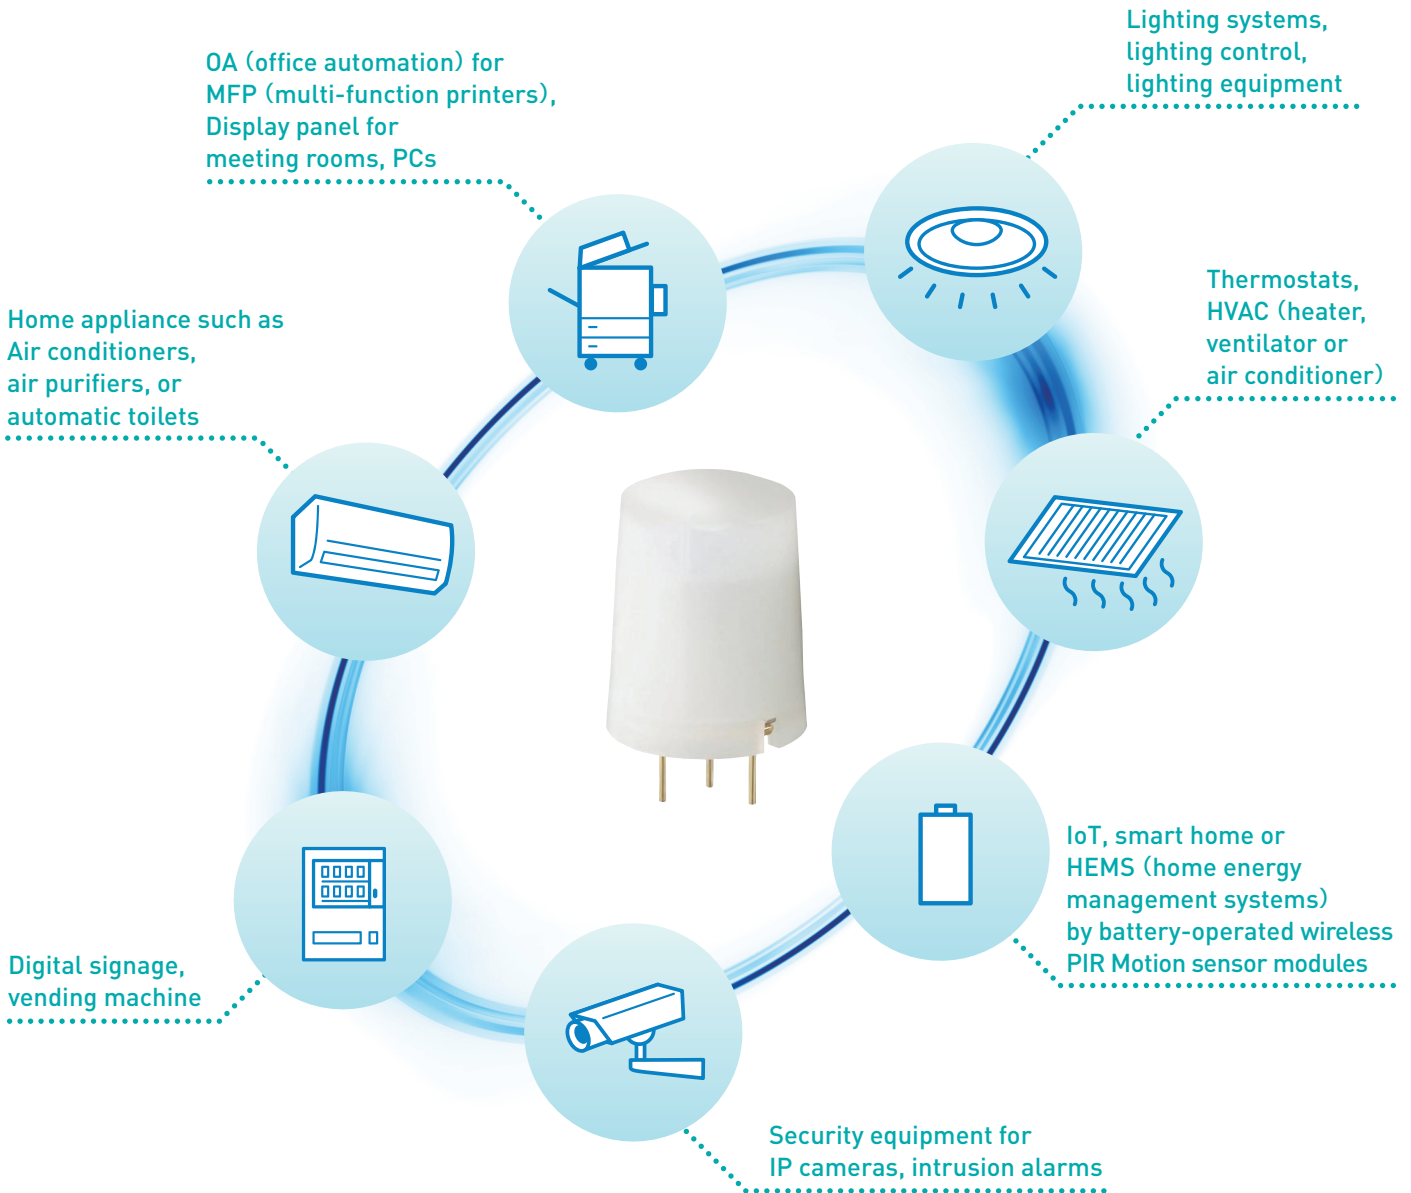 Lighting systems,
lighting control,
lighting equipment
OA (office automation) for
MFP (multi-function printers),
Display panel for
meeting rooms, PCs
Thermostats,
HVAC (heater,
ventilator or
air conditioner)
Home appliance such as
Air conditioners,
air purifiers, or
automatic toilets
IoT, smart home or
HEMS (home energy
management systems)
by battery-operated wireless
PIR Motion sensor modules
Digital signage,
vending machine
Security equipment for
IP cameras, intrusion alarms